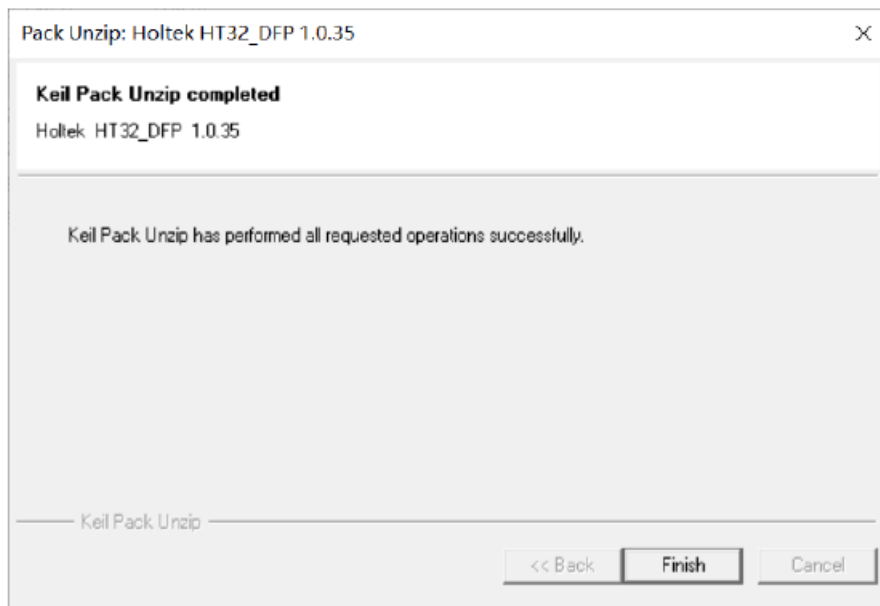 Pack Unzip: Holtek HT32_DFP 1.0.35
Keil Pack Unzip completed
Holtek HT32_DFP 1.0.35
Keil Pack Unzip has performed all requested operations successfully.
Keil Pack Unzip
<< Back Finish Cancel